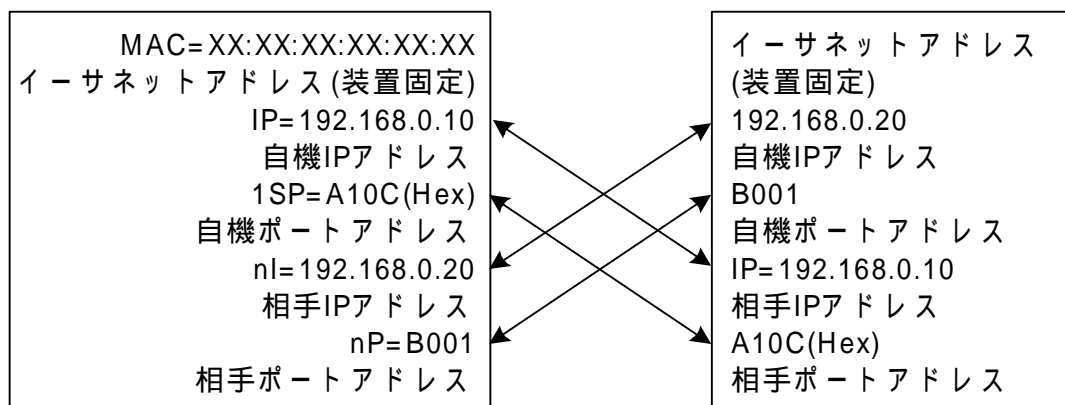 MAC=XX:XX:XX:XX:XX:XX
イーサネットアドレス(装置固定)
IP=192.168.0.10
自機IPアドレス
1SP=A10C(Hex)
自機ポートアドレス
nI=192.168.0.20
相手IPアドレス
nP=B001
相手ポートアドレス
イーサネットアドレス
(装置固定)
192.168.0.20
自機IPアドレス
B001
自機ポートアドレス
IP=192.168.0.10
相手IPアドレス
A10C(Hex)
相手ポートアドレス